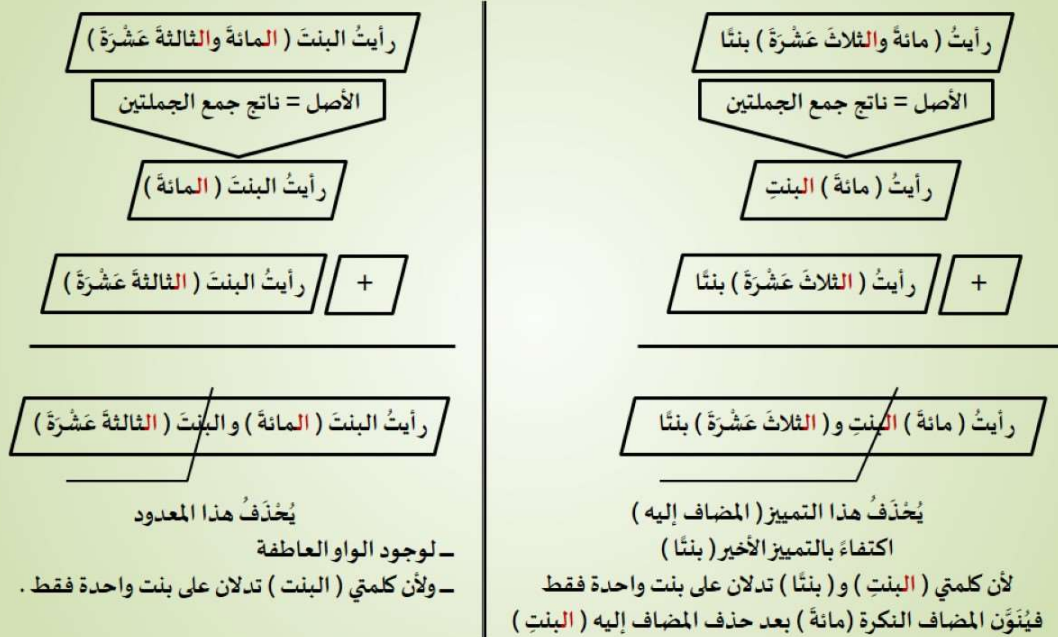 رأيتُ ( مائةً والثلاثَ عَشْرَةَ ) بنتًا
الأصل = ناتج جمع الجملتين
رأيتُ ( مائةَ ) البنتِ
+
رأيتُ ( الثلاثَ عَشْرَةَ ) بنتًا
رأيتُ ( مائةَ ) البنتِ و ( الثلاثَ عَشْرَةَ ) بنتًا
يُحْذَفُ هذا التمييز ( المضاف إليه )
اكتفاءً بالتمييز الأخير ( بنتًا )
لأن كلمتي ( البنتِ ) و ( بنتًا ) تدلان على بنت واحدة فقط
فيُنَوَّن المضاف النكرة ( مائةً ) بعد حذف المضاف إليه ( البنتِ )
رأيتُ البنتَ ( المائةَ والثالثةَ عَشْرَةَ )
الأصل = ناتج جمع الجملتين
رأيتُ البنتَ ( المائةَ )
+
رأيتُ البنتَ ( الثالثةَ عَشْرَةَ )
رأيتُ البنتَ ( المائةَ ) و البنتَ ( الثالثةَ عَشْرَةَ )
يُحْذَفُ هذا المعدود
ــ لوجود الواو العاطفة
ــ ولأن كلمتي ( البنت ) تدلان على بنت واحدة فقط .